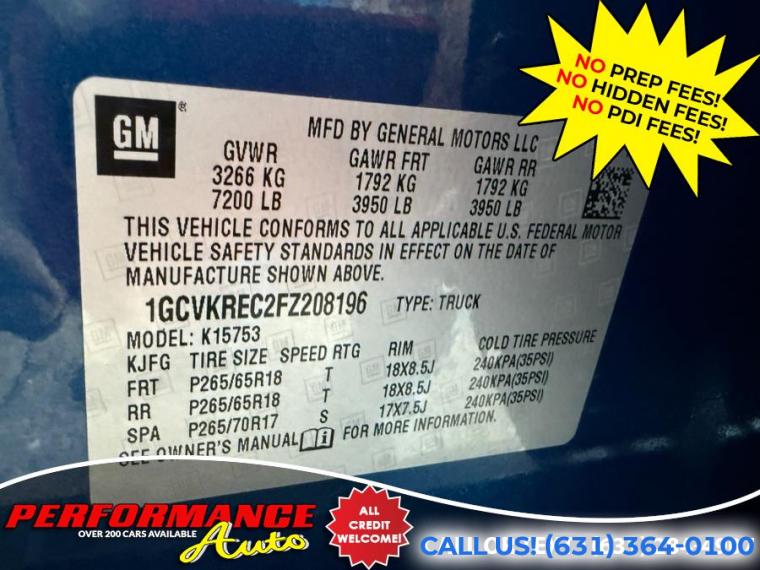 GM
®
MFD BY GENERAL MOTORS LLC
GVWR GAWR FRT GAWR RR
3266 KG 1792 KG 1792 KG
7200 LB 3950 LB 3950 LB
THIS VEHICLE CONFORMS TO ALL APPLICABLE U.S. FEDERAL MOTOR
VEHICLE SAFETY STANDARDS IN EFFECT ON THE DATE OF
MANUFACTURE SHOWN ABOVE.
1GCVKREC2FZ208196 TYPE: TRUCK
MODEL: K15753
KJFG TIRE SIZE SPEED RTG RIM COLD TIRE PRESSURE
FRT P265/65R18 T 18X8.5J 240KPA(35PSI)
RR P265/65R18 T 18X8.5J 240KPA(35PSI)
SPA P265/70R17 S 17X7.5J 240KPA(35PSI)
SEE OWNER'S MANUAL FOR MORE INFORMATION.
NO PREP FEES!
NO HIDDEN FEES!
NO PDI FEES!
PERFORMANCE
OVER 200 CARS AVAILABLE
Auto
ALL
CREDIT
WELCOME!
CALL US! (631) 364-0100